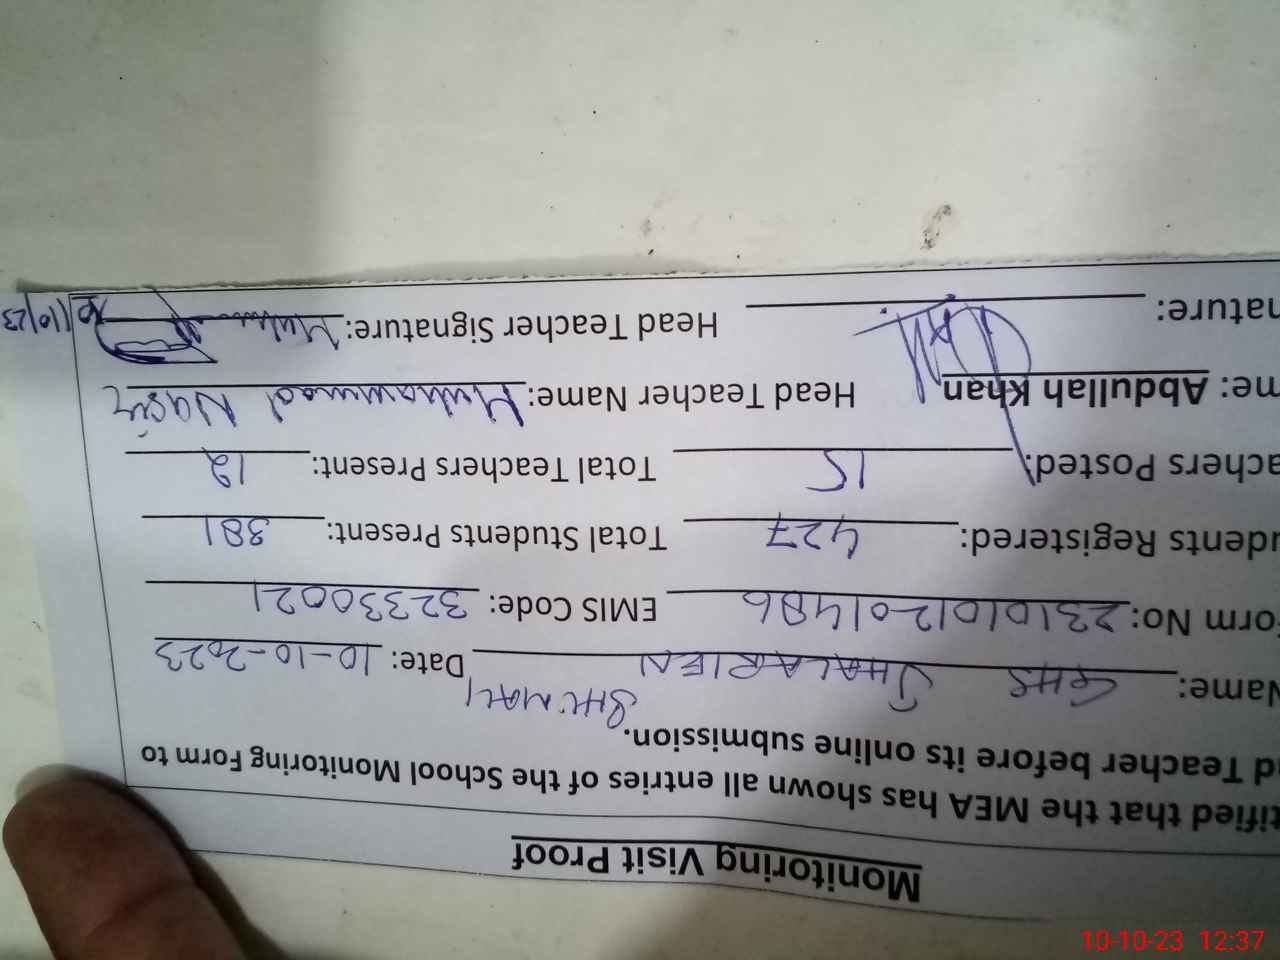 Monitoring Visit Proof
tified that the MEA has shown all entries of the School Monitoring Form to
d Teacher before its online submission.
SHUMALI
Name: GHS JHALARIEN Date: 10-10-2023
orm No: 2310101201486 EMIS Code: 32330021
udents Registered: 427 Total Students Present: 381
achers Posted: 15 Total Teachers Present: 12
me: Abdullah Khan Head Teacher Name: Muhammad Nasir
nature: Head Teacher Signature:
10/10/23
10-10-23 12:37